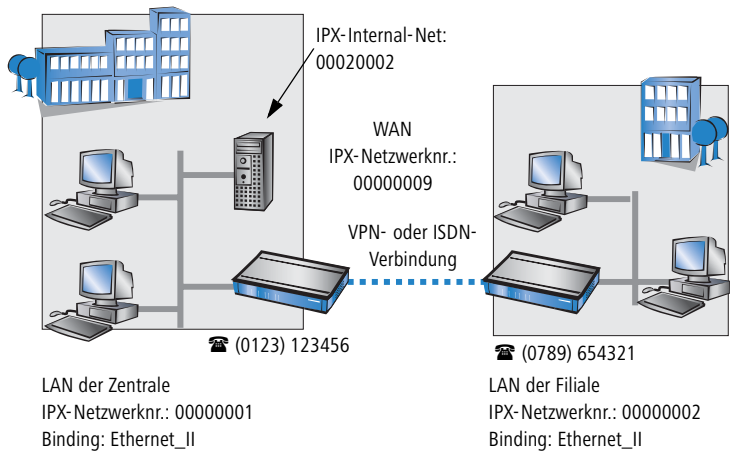 IPX-Internal-Net:
00020002
WAN
IPX-Netzwerknr.:
00000009
VPN- oder ISDN-
Verbindung
☎ (0123) 123456
☎ (0789) 654321
LAN der Zentrale
IPX-Netzwerknr.: 00000001
Binding: Ethernet_II
LAN der Filiale
IPX-Netzwerknr.: 00000002
Binding: Ethernet_II